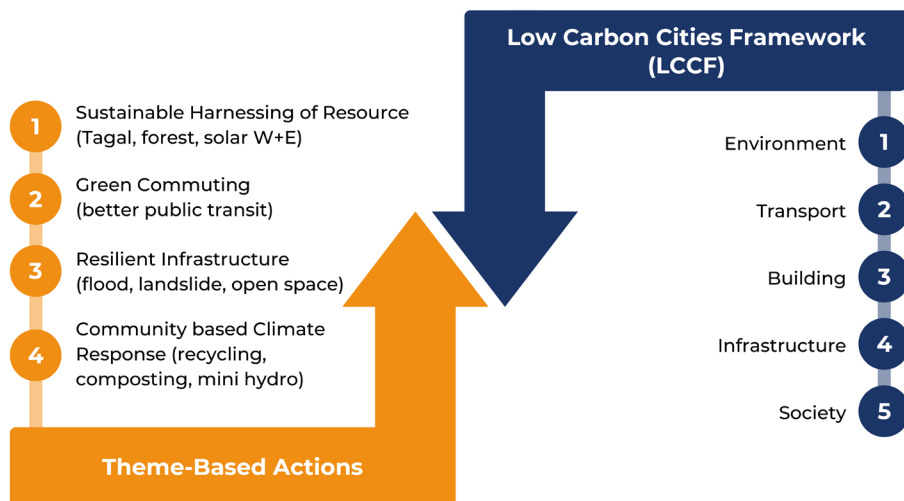 Low Carbon Cities Framework
(LCCF)
1
Sustainable Harnessing of Resource
(Tagal, forest, solar W+E)
2
Green Commuting
(better public transit)
3
Resilient Infrastructure
(flood, landslide, open space)
4
Community based Climate
Response (recycling,
composting, mini hydro)
Theme-Based Actions
Environment 1
Transport 2
Building 3
Infrastructure 4
Society 5